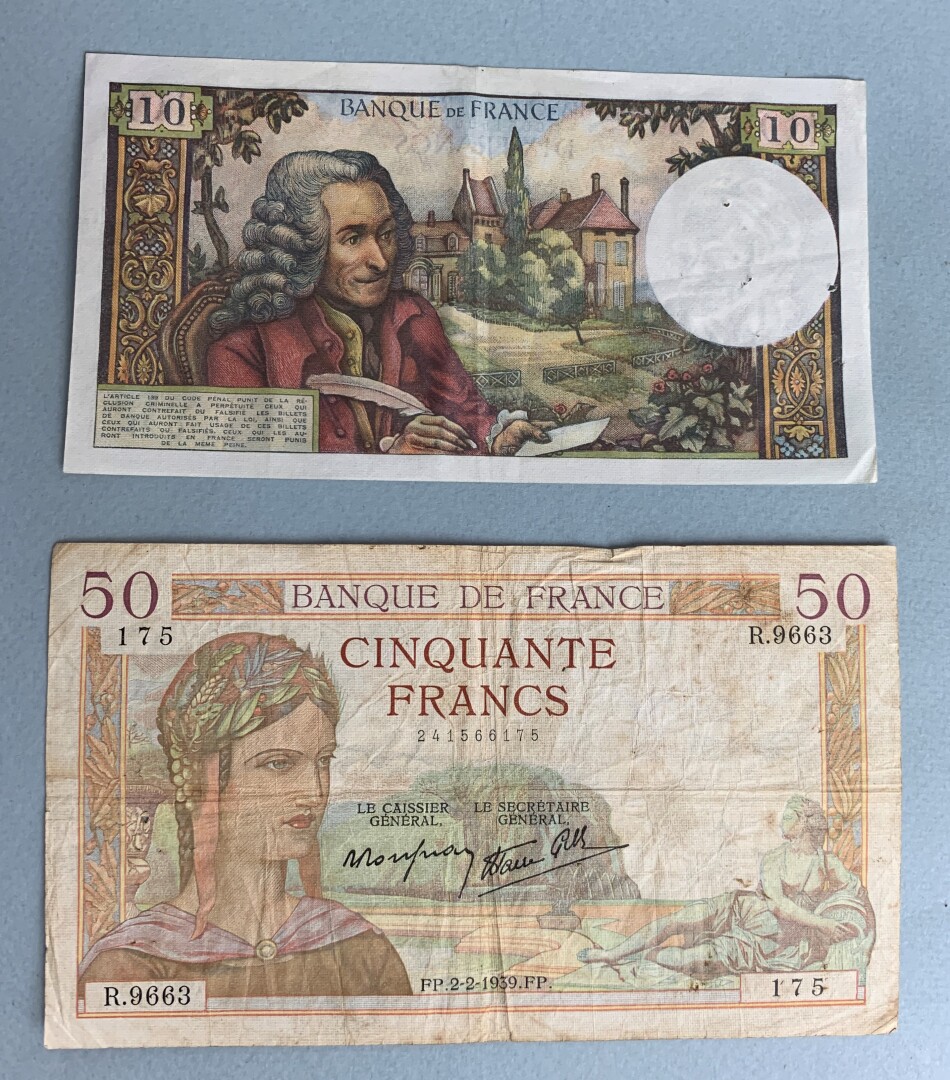 10
BANQUE DE FRANCE
10
L'ARTICLE 139 DU CODE PÉNAL PUNIT DE LA RÉ-
CLUSION CRIMINELLE À PERPÉTUITÉ CEUX QUI
AURONT CONTREFAIT OU FALSIFIÉ LES BILLETS
DE BANQUE AUTORISÉS PAR LA LOI, AINSI QUE
CEUX QUI AURONT FAIT USAGE DE CES BILLETS
CONTREFAITS OU FALSIFIÉS. CEUX QUI LES AU-
RONT INTRODUITS EN FRANCE SERONT PUNIS
DE LA MÊME PEINE.
50
BANQUE DE FRANCE
50
175
R.9663
CINQUANTE
FRANCS
241566175
LE CAISSIER
GÉNÉRAL,
LE SECRÉTAIRE
GÉNÉRAL,
FP.2-2-1939.FP.
R.9663
175